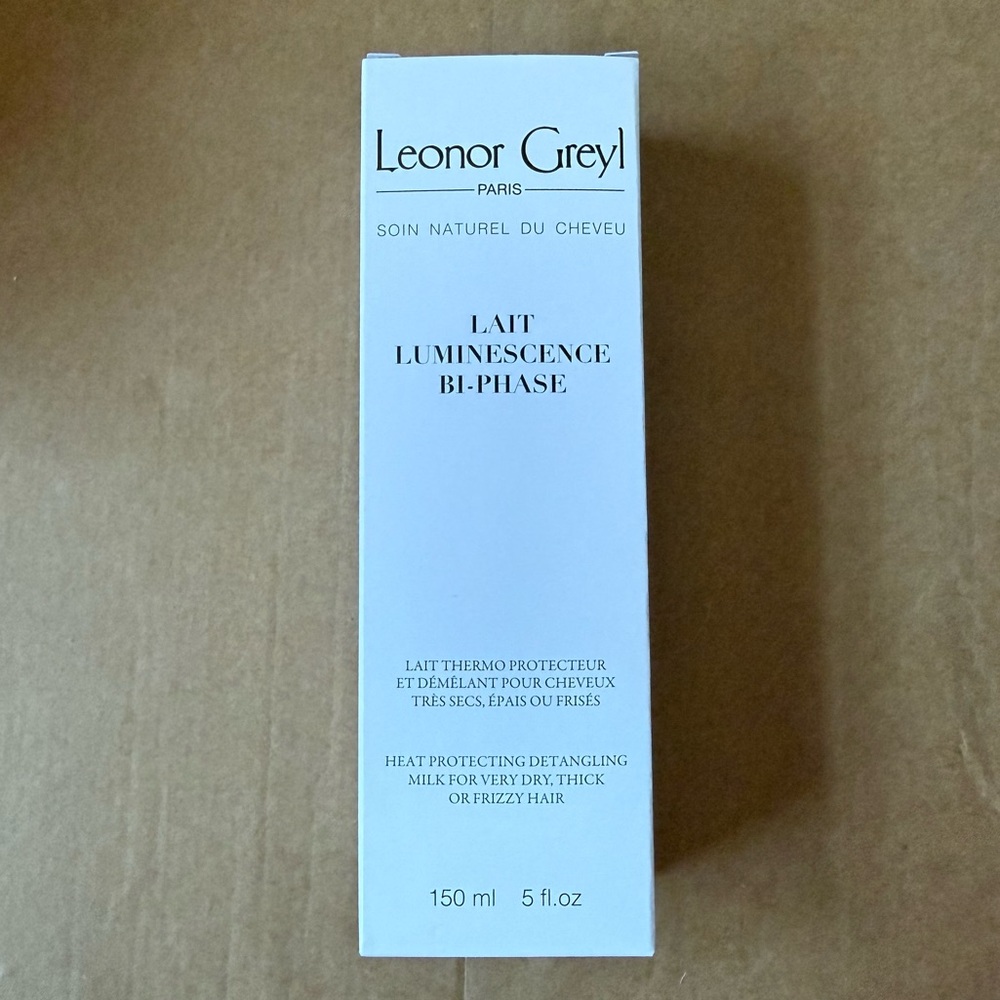 Leonor Greyl
PARIS
SOIN NATUREL DU CHEVEU
LAIT
LUMINESCENCE
BI-PHASE
LAIT THERMO PROTECTEUR
ET DÉMÊLANT POUR CHEVEUX
TRÈS SECS, ÉPAIS OU FRISÉS
HEAT PROTECTING DETANGLING
MILK FOR VERY DRY, THICK
OR FRIZZY HAIR
150 ml 5 fl.oz